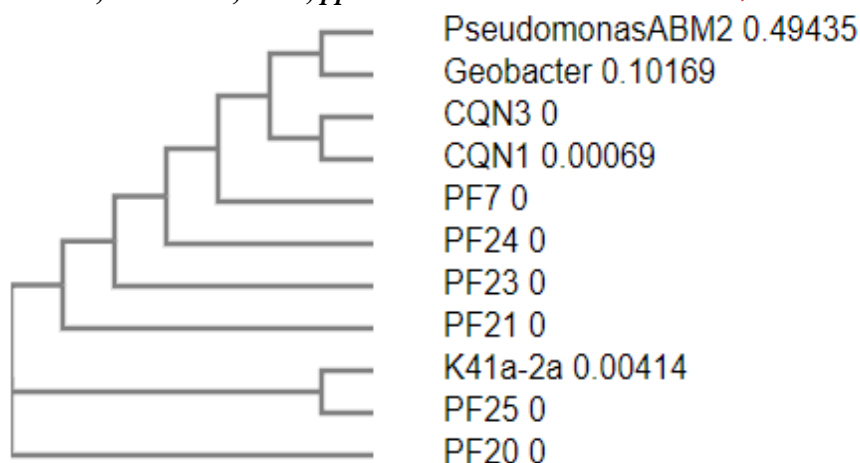 PseudomonasABM2 0.49435
Geobacter 0.10169
CQN3 0
CQN1 0.00069
PF7 0
PF24 0
PF23 0
PF21 0
K41a-2a 0.00414
PF25 0
PF20 0